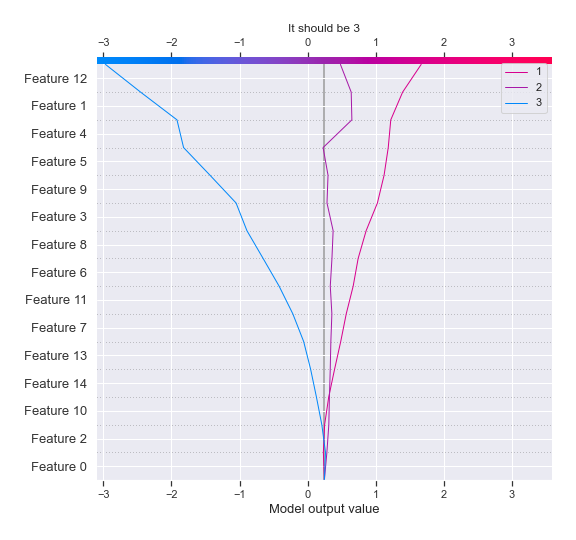 It should be 3
−3 −2 −1 0 1 2 3
1
2
3
Feature 12
Feature 1
Feature 4
Feature 5
Feature 9
Feature 3
Feature 8
Feature 6
Feature 11
Feature 7
Feature 13
Feature 14
Feature 10
Feature 2
Feature 0
−3 −2 −1 0 1 2 3
Model output value